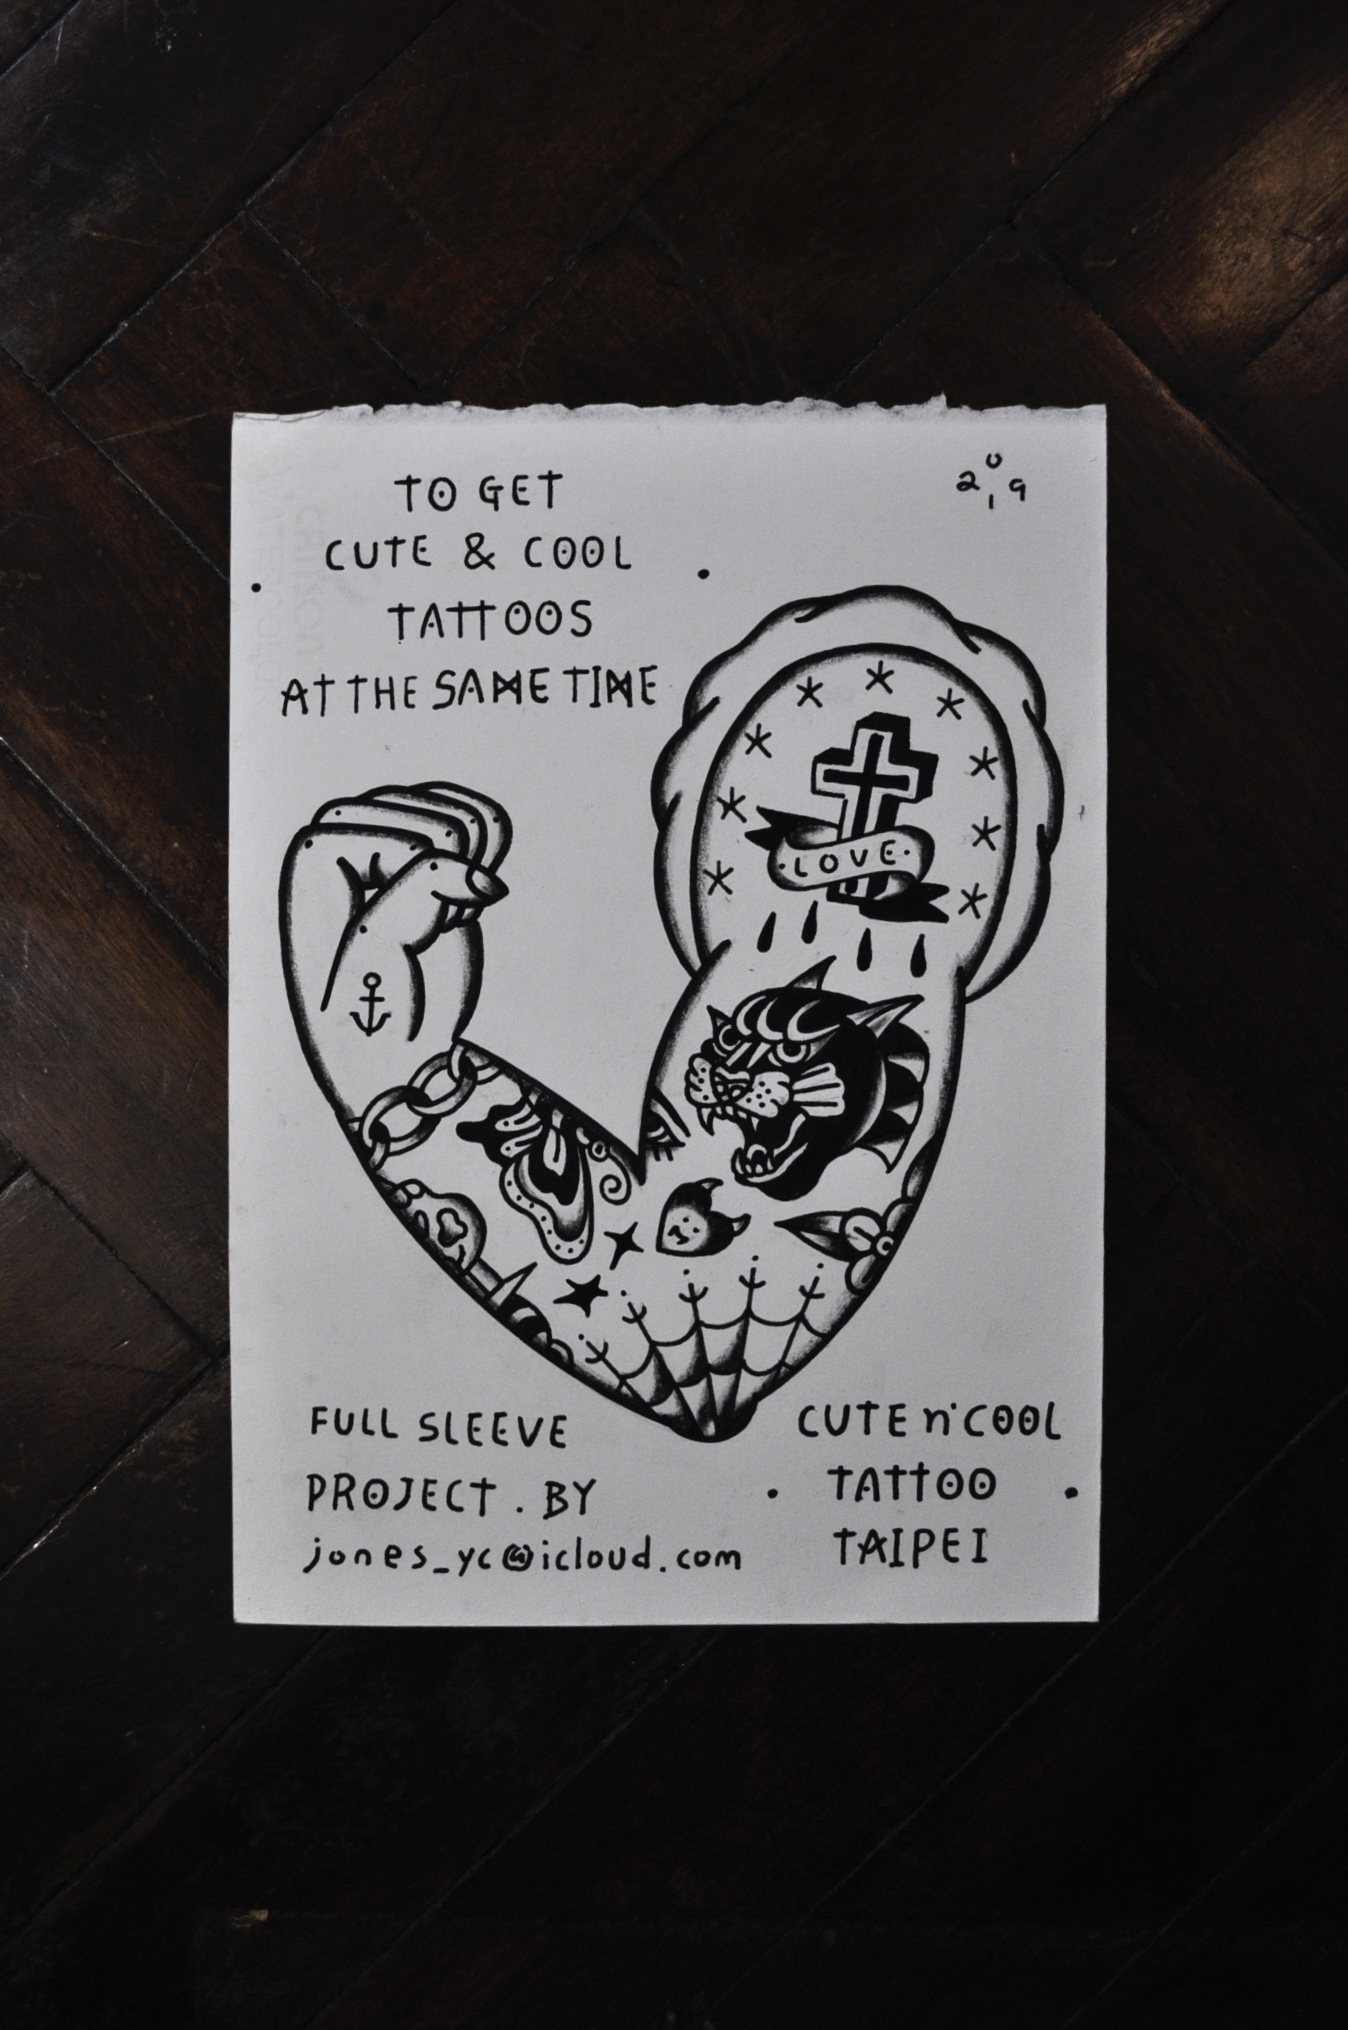 TO GET
CUTE & COOL
TATTOOS
AT THE SAME TIME
2019
LOVE
FULL SLEEVE
PROJECT . BY
jones_yc@icloud.com
CUTE n' COOL
TATTOO
TAIPEI